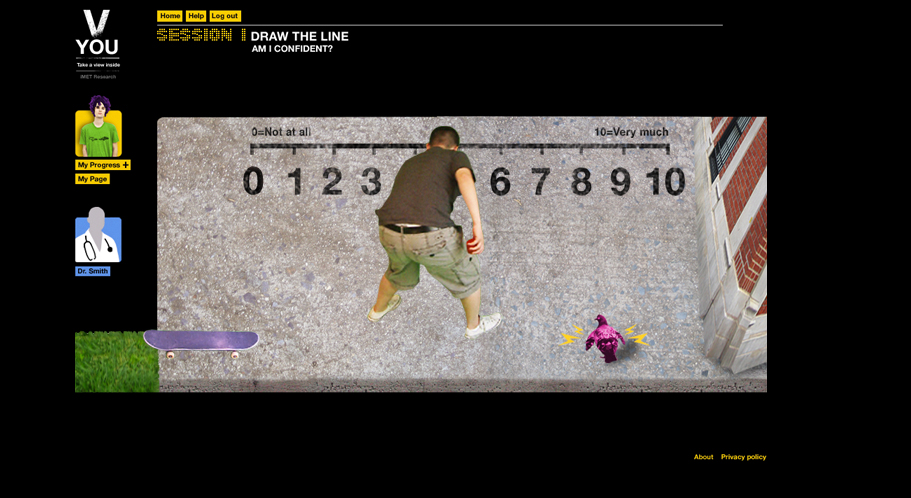 Home Help Log out
V
YOU
Take a view inside
iMET Research
SESSION 1 DRAW THE LINE
AM I CONFIDENT?
My Progress +
My Page
Dr. Smith
0=Not at all
10=Very much
0 1 2 3 6 7 8 9 10
About Privacy policy